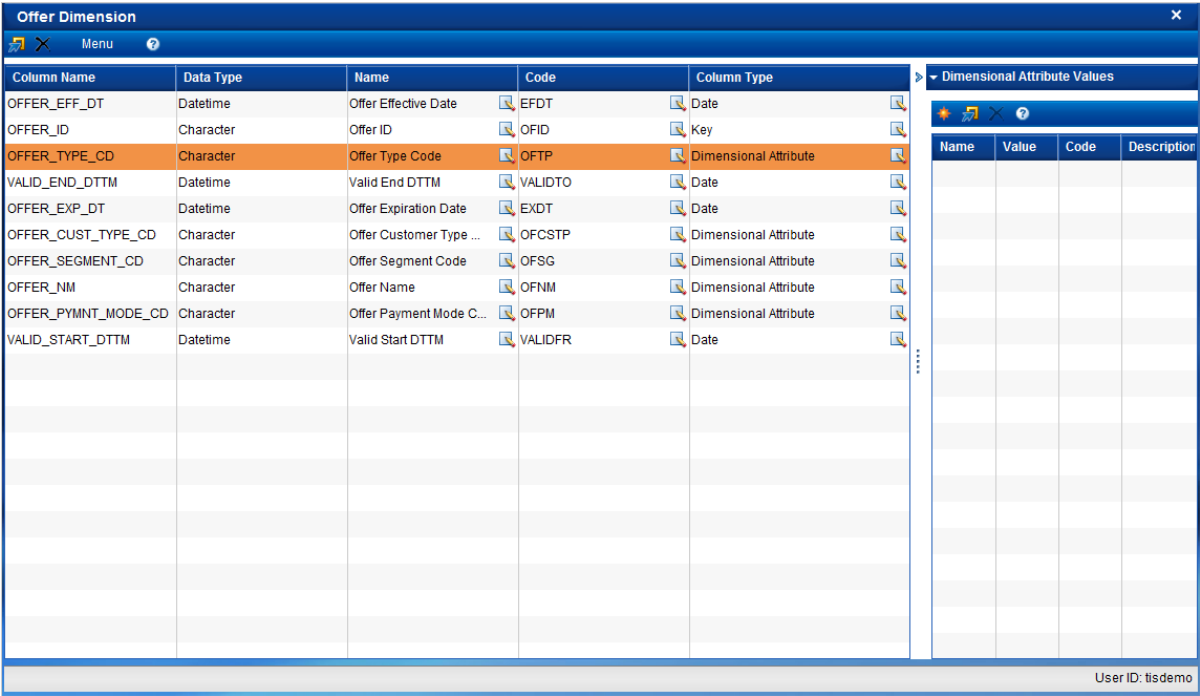 Offer Dimension
Menu
Column Name Data Type Name Code Column Type
OFFER_EFF_DT Datetime Offer Effective Date EFDT Date
OFFER_ID Character Offer ID OFID Key
OFFER_TYPE_CD Character Offer Type Code OFTP Dimensional Attribute
VALID_END_DTTM Datetime Valid End DTTM VALIDTO Date
OFFER_EXP_DT Datetime Offer Expiration Date EXDT Date
OFFER_CUST_TYPE_CD Character Offer Customer Type ... OFCSTP Dimensional Attribute
OFFER_SEGMENT_CD Character Offer Segment Code OFSG Dimensional Attribute
OFFER_NM Character Offer Name OFNM Dimensional Attribute
OFFER_PYMNT_MODE_CD Character Offer Payment Mode C... OFPM Dimensional Attribute
VALID_START_DTTM Datetime Valid Start DTTM VALIDFR Date
Dimensional Attribute Values
Name Value Code Description
User ID: tisdemo